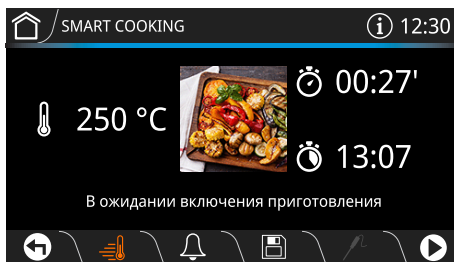 SMART COOKING
12:30
250 °C
00:27'
13:07
В ожидании включения приготовления